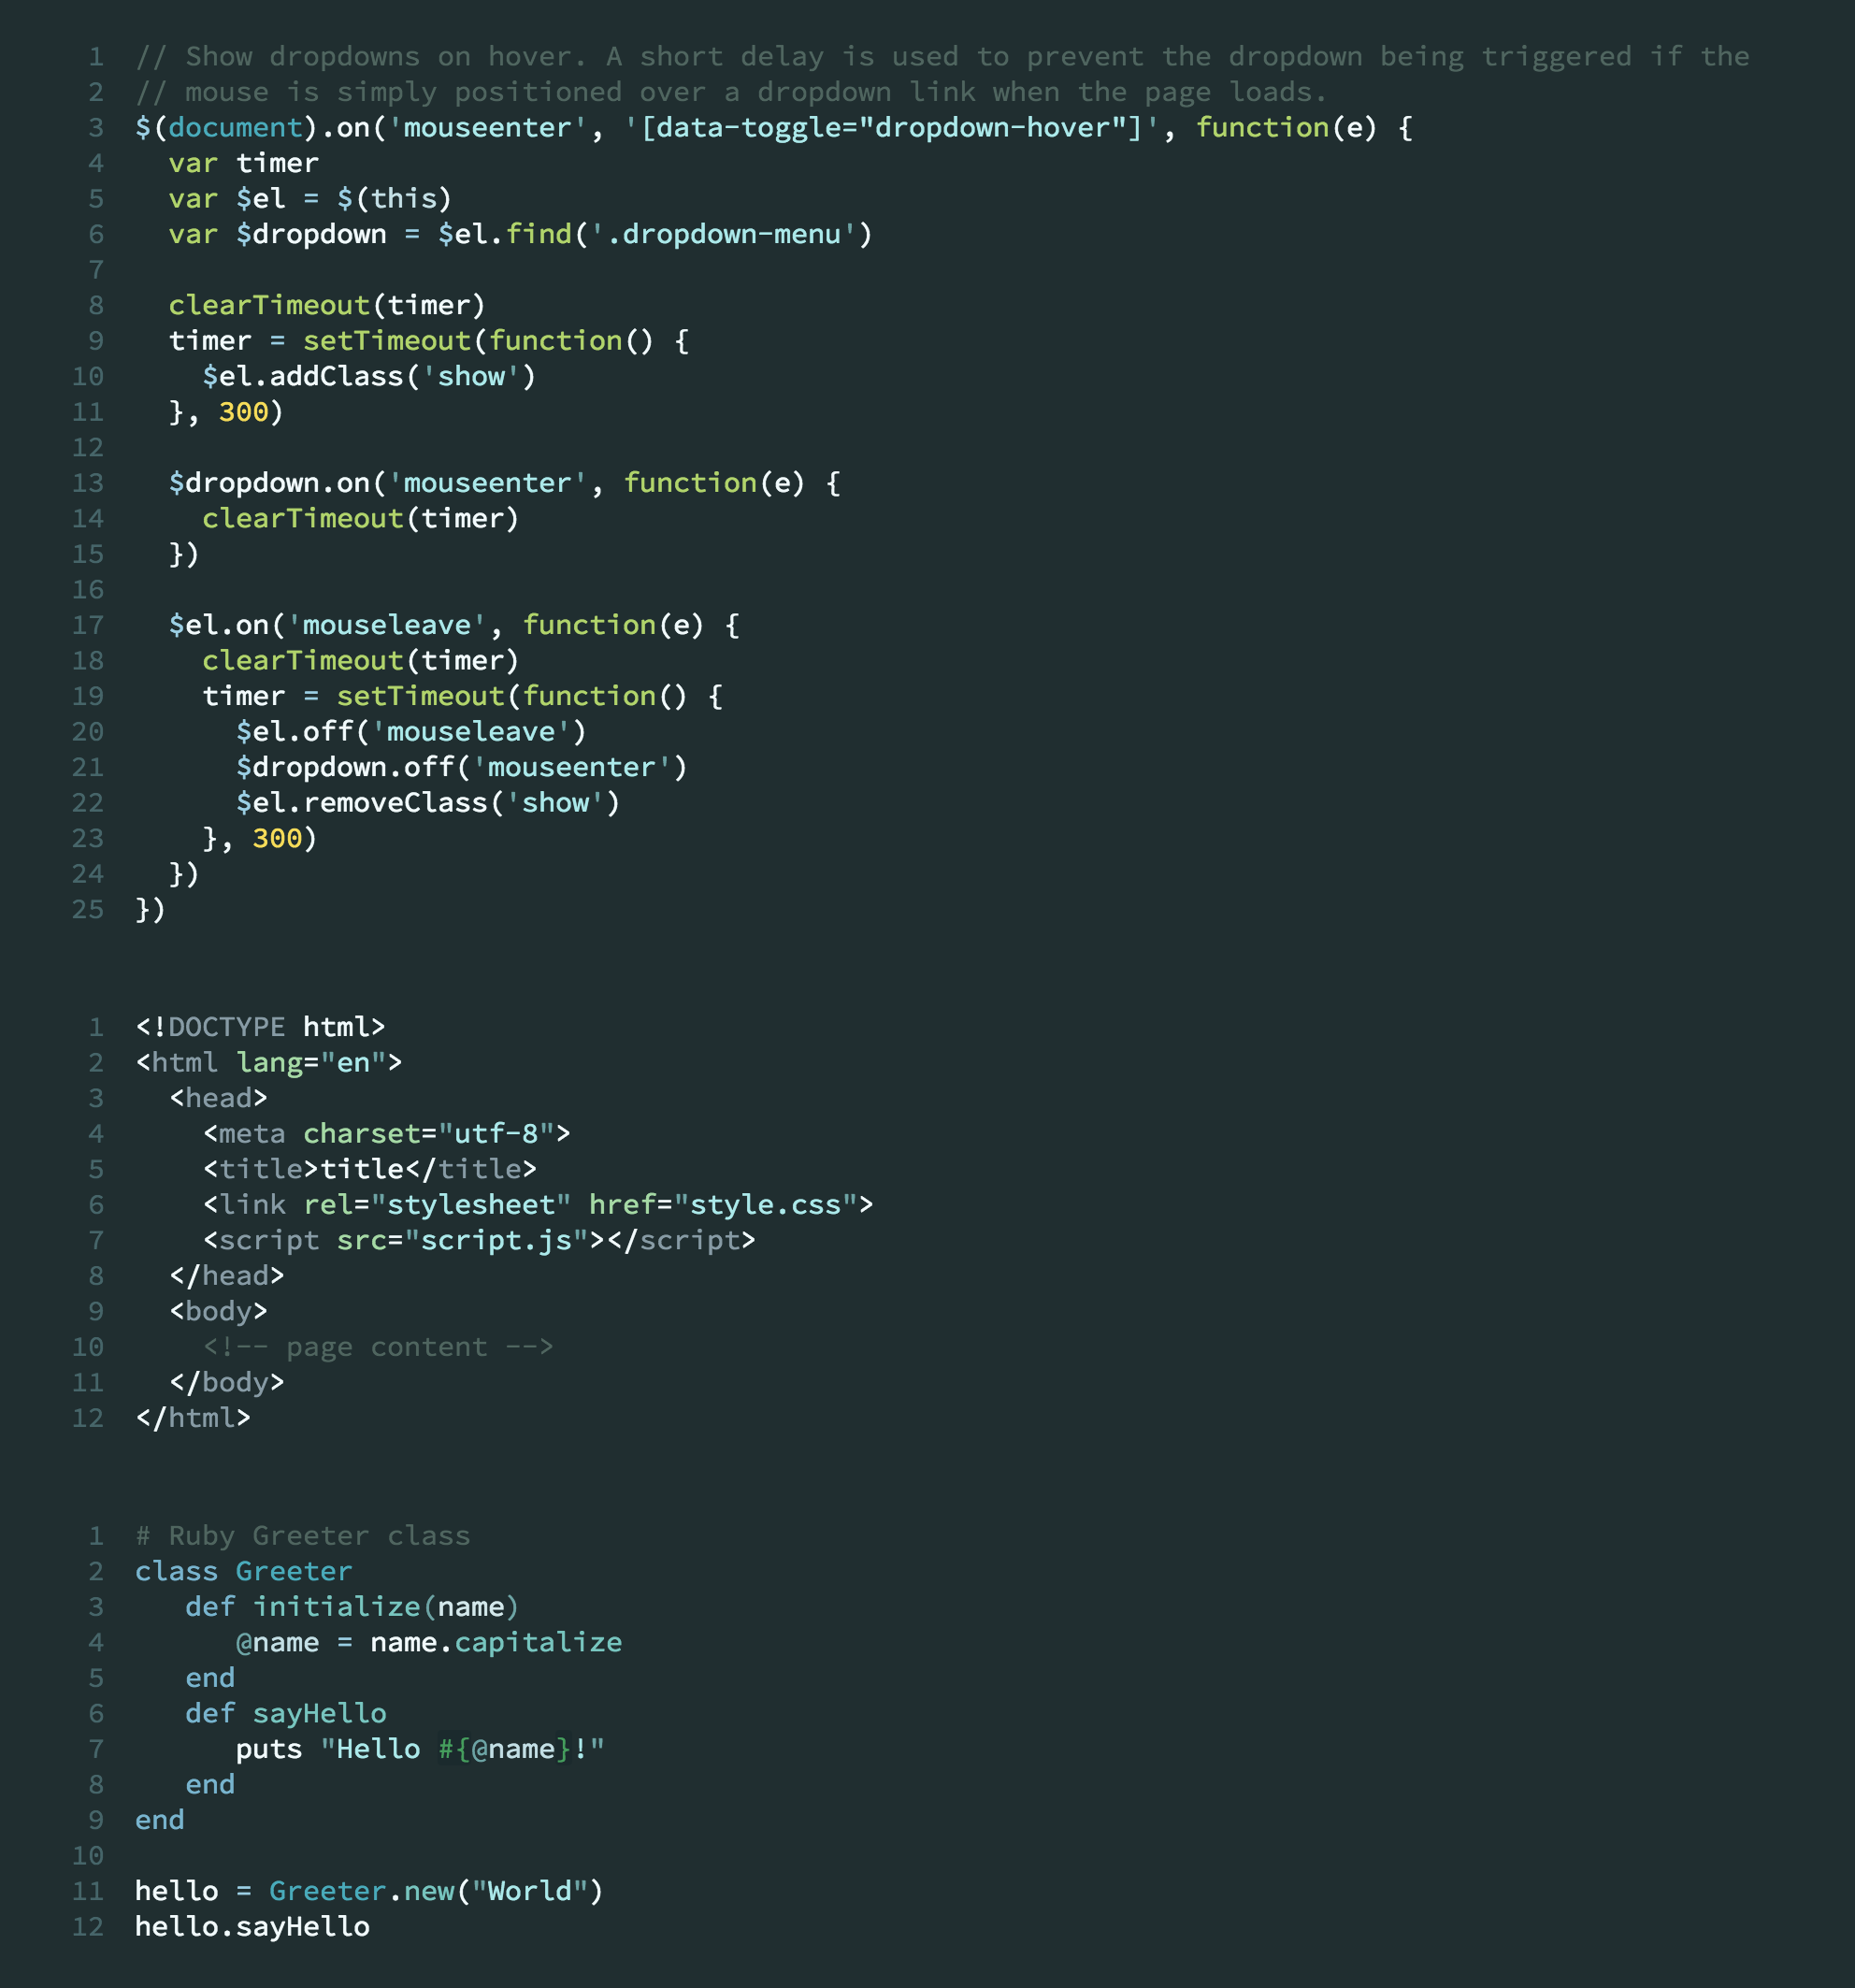 1 // Show dropdowns on hover. A short delay is used to prevent the dropdown being triggered if the
2 // mouse is simply positioned over a dropdown link when the page loads.
3 $(document).on('mouseenter', '[data-toggle="dropdown-hover"]', function(e) {
4   var timer
5   var $el = $(this)
6   var $dropdown = $el.find('.dropdown-menu')
7
8   clearTimeout(timer)
9   timer = setTimeout(function() {
10     $el.addClass('show')
11   }, 300)
12
13   $dropdown.on('mouseenter', function(e) {
14     clearTimeout(timer)
15   })
16
17   $el.on('mouseleave', function(e) {
18     clearTimeout(timer)
19     timer = setTimeout(function() {
20       $el.off('mouseleave')
21       $dropdown.off('mouseenter')
22       $el.removeClass('show')
23     }, 300)
24   })
25 })
1 <!DOCTYPE html>
2 <html lang="en">
3   <head>
4     <meta charset="utf-8">
5     <title>title</title>
6     <link rel="stylesheet" href="style.css">
7     <script src="script.js"></script>
8   </head>
9   <body>
10     <!-- page content -->
11   </body>
12 </html>
1 # Ruby Greeter class
2 class Greeter
3    def initialize(name)
4       @name = name.capitalize
5    end
6    def sayHello
7       puts "Hello #{@name}!"
8    end
9 end
10
11 hello = Greeter.new("World")
12 hello.sayHello